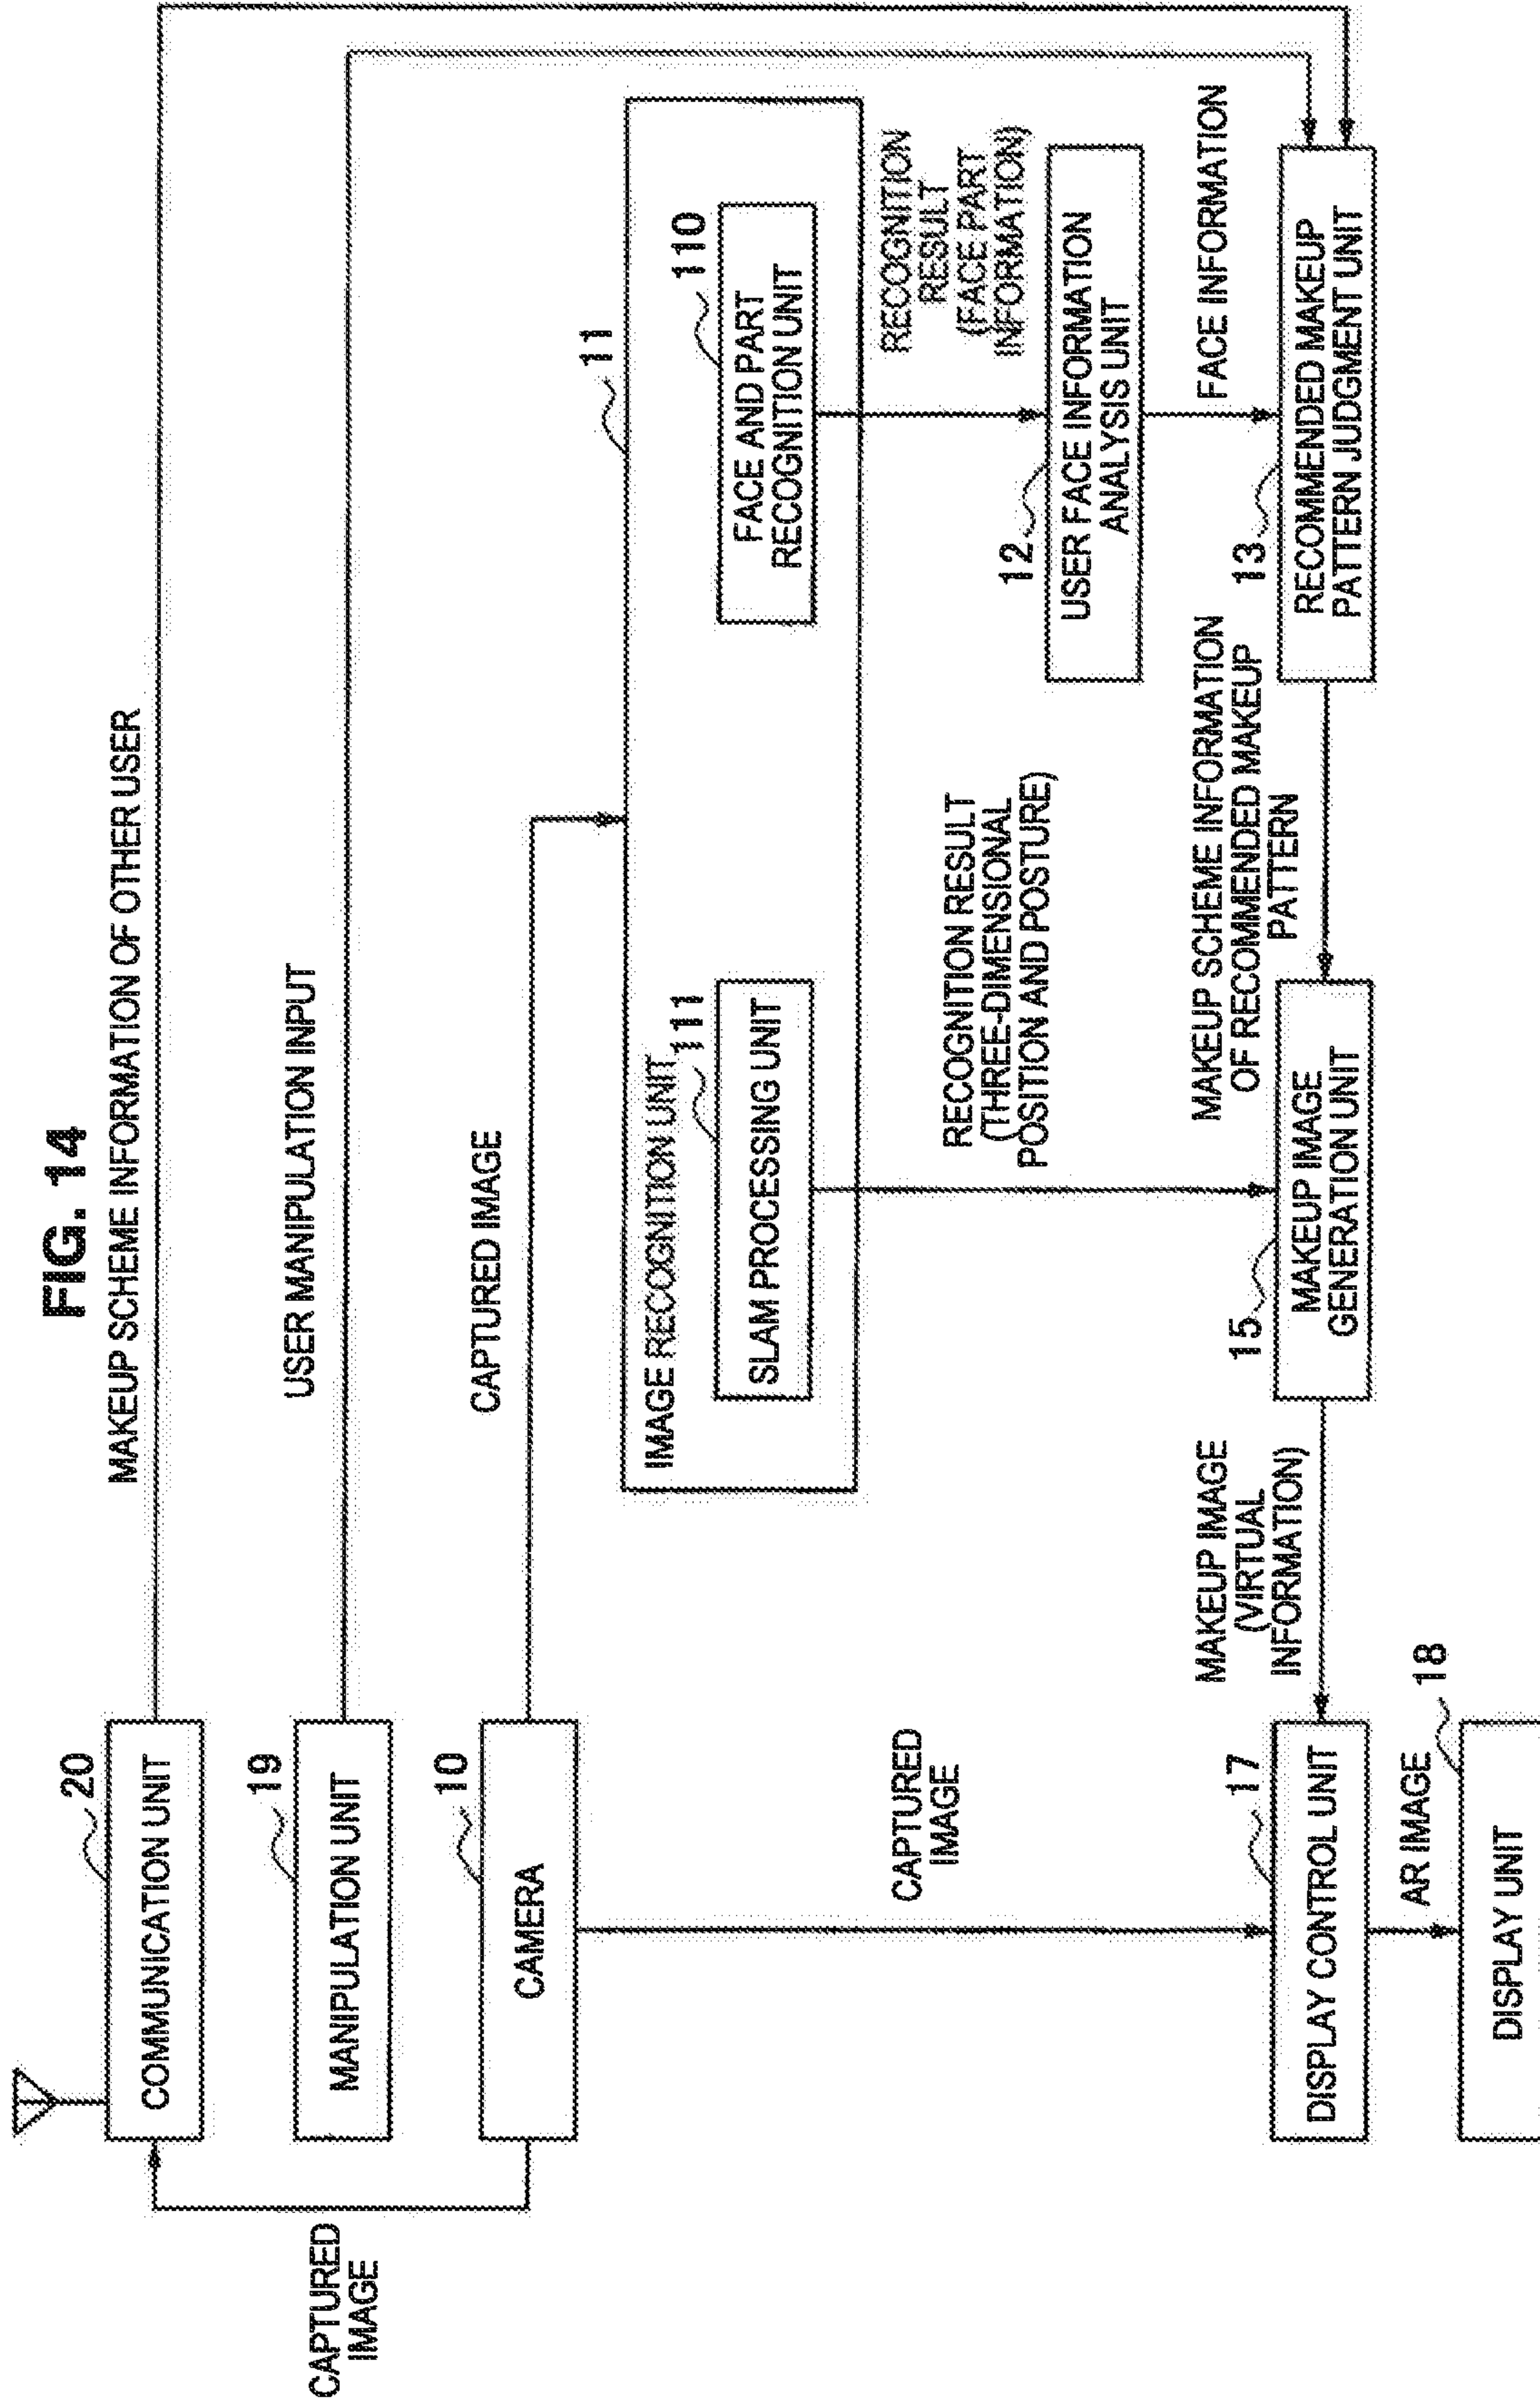 FIG. 14
MAKEUP SCHEME INFORMATION OF OTHER USER
20
COMMUNICATION UNIT
USER MANIPULATION INPUT
19
MANIPULATION UNIT
CAPTURED
IMAGE
CAPTURED IMAGE
10
CAMERA
11
IMAGE RECOGNITION UNIT
111
SLAM PROCESSING UNIT
110
FACE AND PART
RECOGNITION UNIT
RECOGNITION
RESULT
(FACE PART
INFORMATION)
RECOGNITION RESULT
(THREE-DIMENSIONAL
POSITION AND POSTURE)
CAPTURED
IMAGE
12
USER FACE INFORMATION
ANALYSIS UNIT
FACE INFORMATION
MAKEUP IMAGE
(VIRTUAL
INFORMATION)
MAKEUP SCHEME INFORMATION
OF RECOMMENDED MAKEUP
PATTERN
17
DISPLAY CONTROL UNIT
15
MAKEUP IMAGE
GENERATION UNIT
13
RECOMMENDED MAKEUP
PATTERN JUDGMENT UNIT
AR IMAGE
18
DISPLAY UNIT